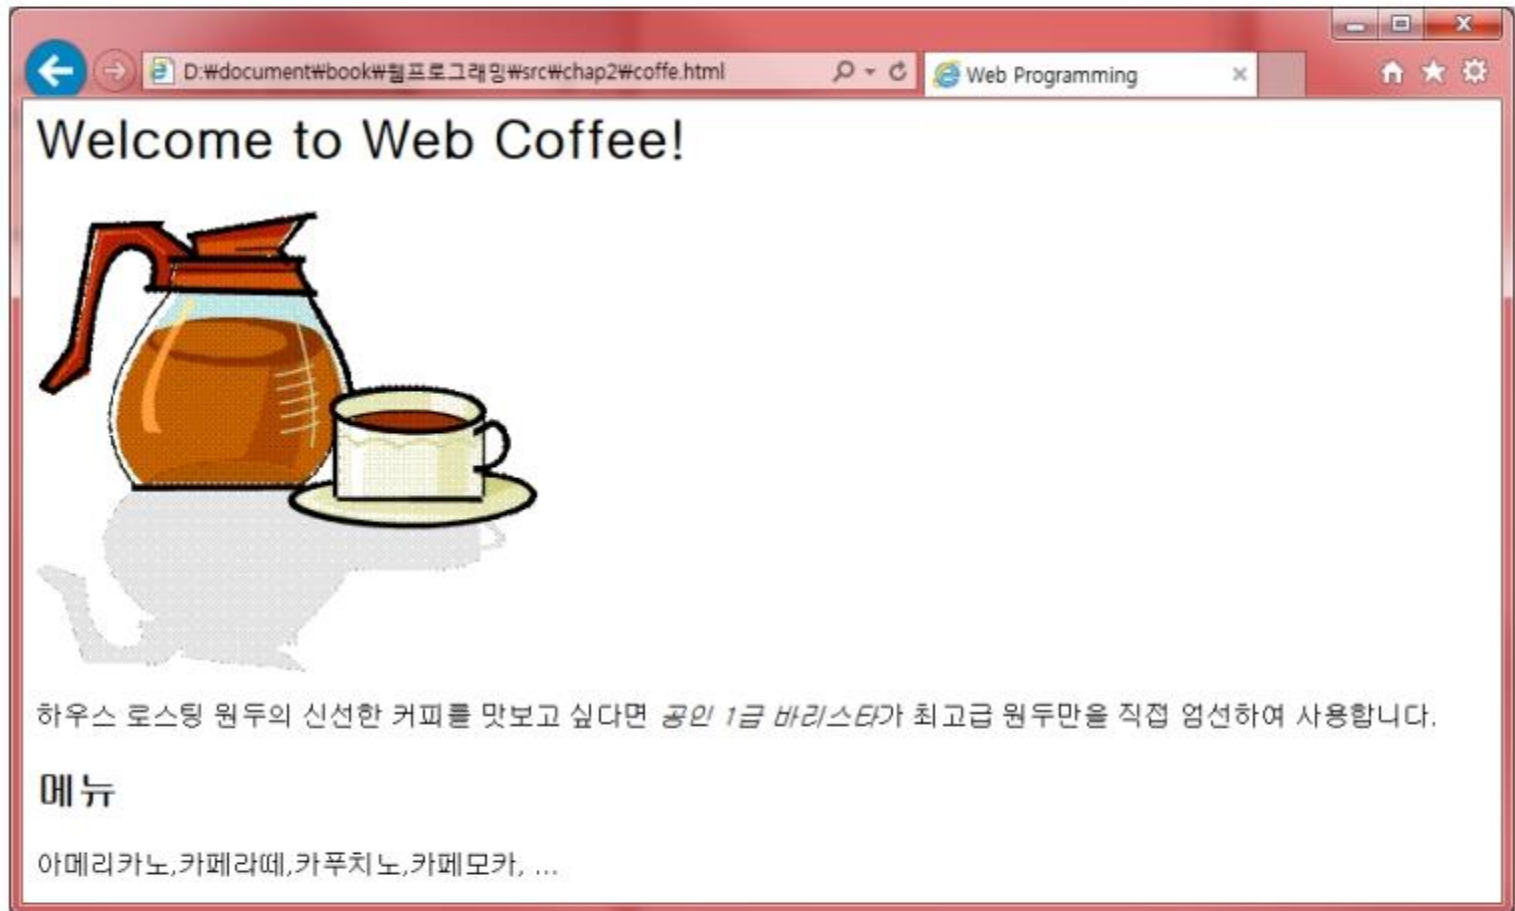 D:₩document₩book₩웹프로그래밍₩src₩chap2₩coffe.html
Web Programming
Welcome to Web Coffee!
하우스 로스팅 원두의 신선한 커피를 맛보고 싶다면 공인 1급 바리스타가 최고급 원두만을 직접 엄선하여 사용합니다.
메뉴
아메리카노,카페라떼,카푸치노,카페모카, ...